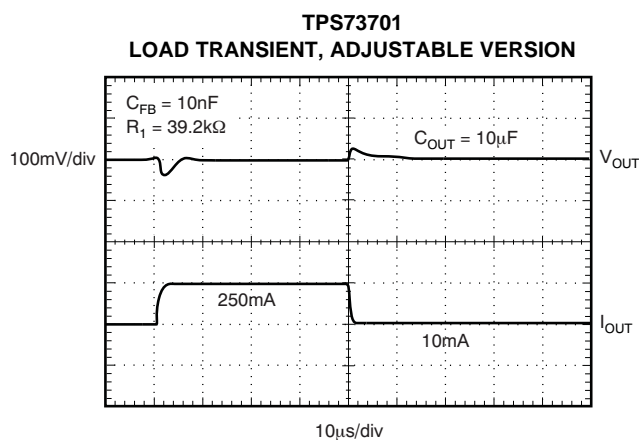 TPS73701
LOAD TRANSIENT, ADJUSTABLE VERSION
C_FB = 10nF
R_1 = 39.2kΩ
C_OUT = 10μF
100mV/div
V_OUT
250mA
I_OUT
10mA
10μs/div